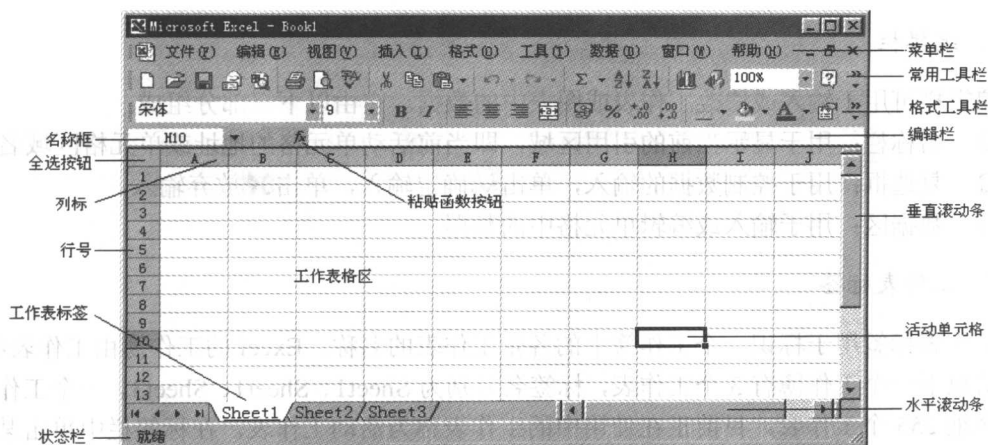 Microsoft Excel - Book1
文件(F) 编辑(E) 视图(V) 插入(I) 格式(O) 工具(T) 数据(D) 窗口(W) 帮助(H)
菜单栏
100%
常用工具栏
宋体 9 B I
格式工具栏
名称框
H10
fx
编辑栏
全选按钮
A B C D E F G H I J
列标
粘贴函数按钮
垂直滚动条
1
2
3
4
行号
5
6
工作表格区
7
8
工作表标签
9
10
活动单元格
11
12
13
Sheet1 Sheet2 Sheet3
水平滚动条
状态栏
就绪